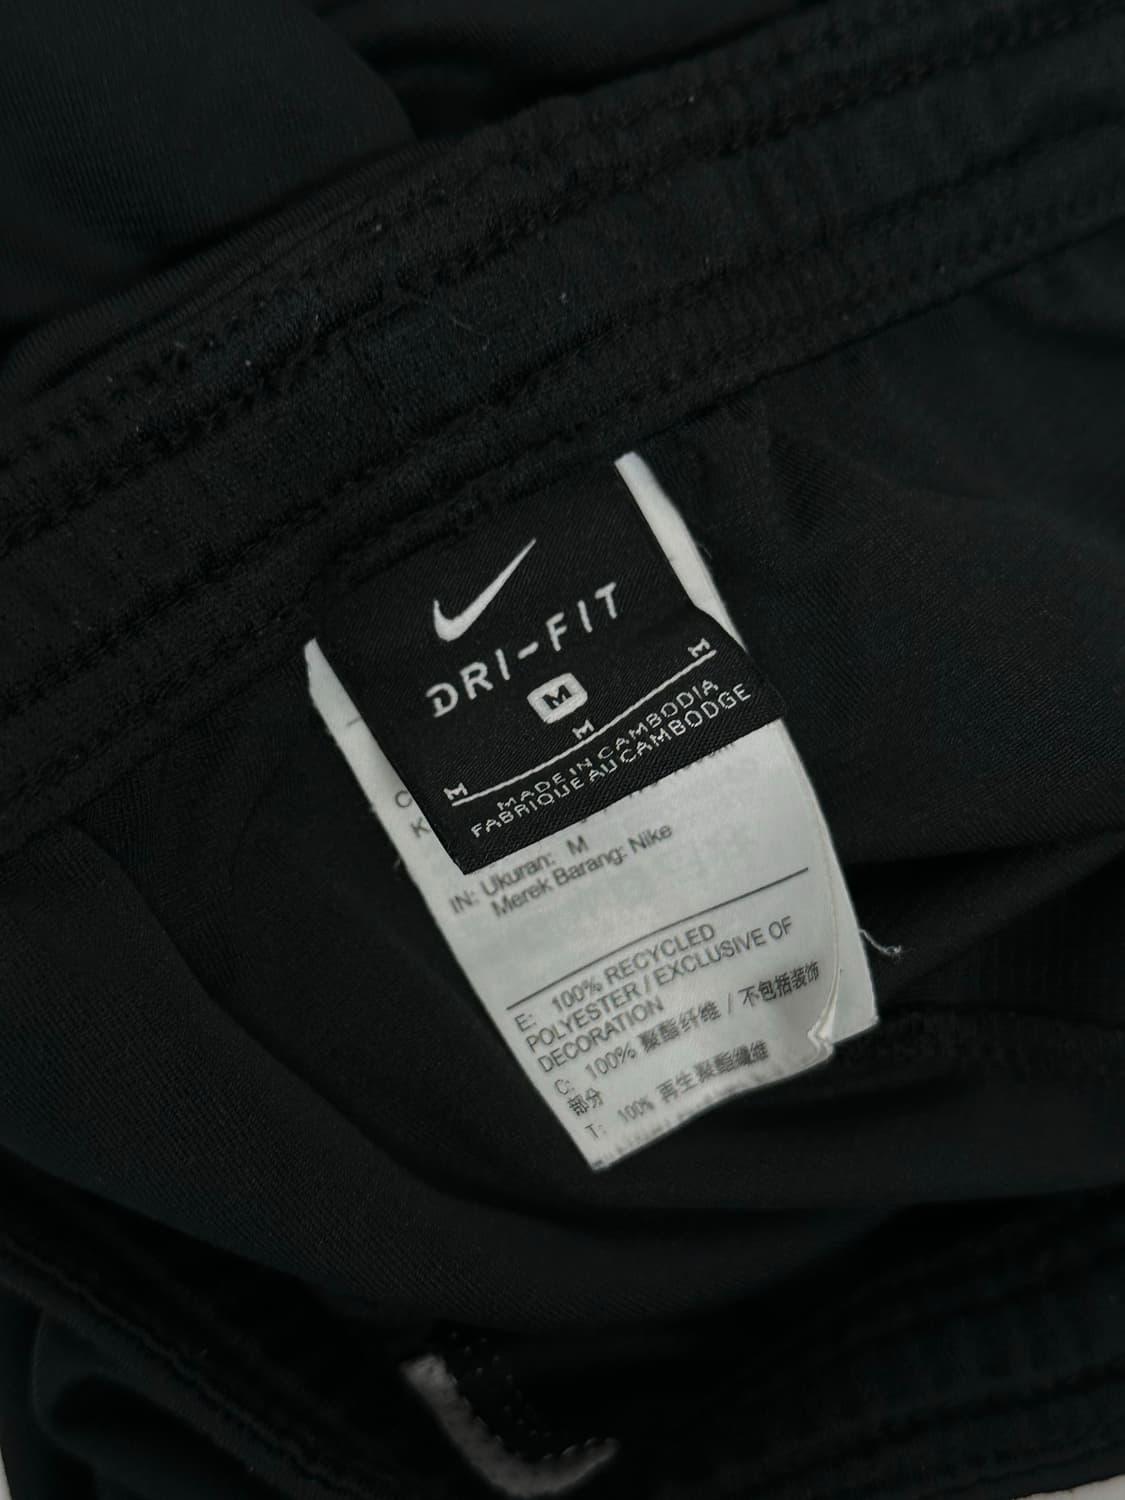 DRI-FIT
M
M M M
MADE IN CAMBODIA
FABRIQUE AU CAMBODGE
IN: Ukuran: M
Merek Barang: Nike
E: 100% RECYCLED
POLYESTER / EXCLUSIVE OF
DECORATION
C: 100% 聚酯纤维 / 不包括装饰
部分
T: 100% 再生聚酯纖維